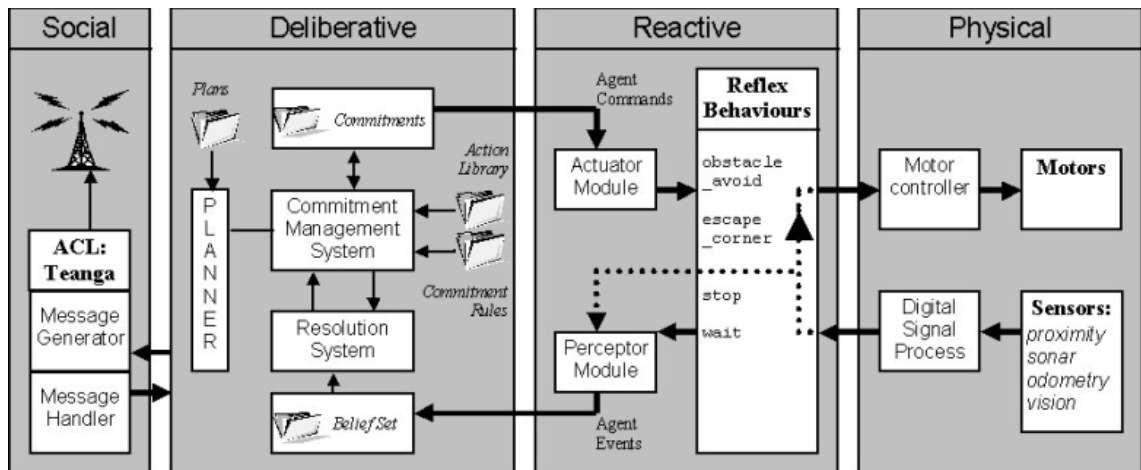 Social
Deliberative
Reactive
Physical
ACL:
Teanga
Message
Generator
Message
Handler
Plans
P
L
A
N
N
E
R
Commitments
Action
Library
Commitment
Management
System
Commitment
Rules
Resolution
System
Belief Set
Agent
Commands
Actuator
Module
Perceptor
Module
Agent
Events
Reflex
Behaviours
obstacle
_avoid
escape
_corner
stop
wait
Motor
controller
Motors
Digital
Signal
Process
Sensors:
proximity
sonar
odometry
vision